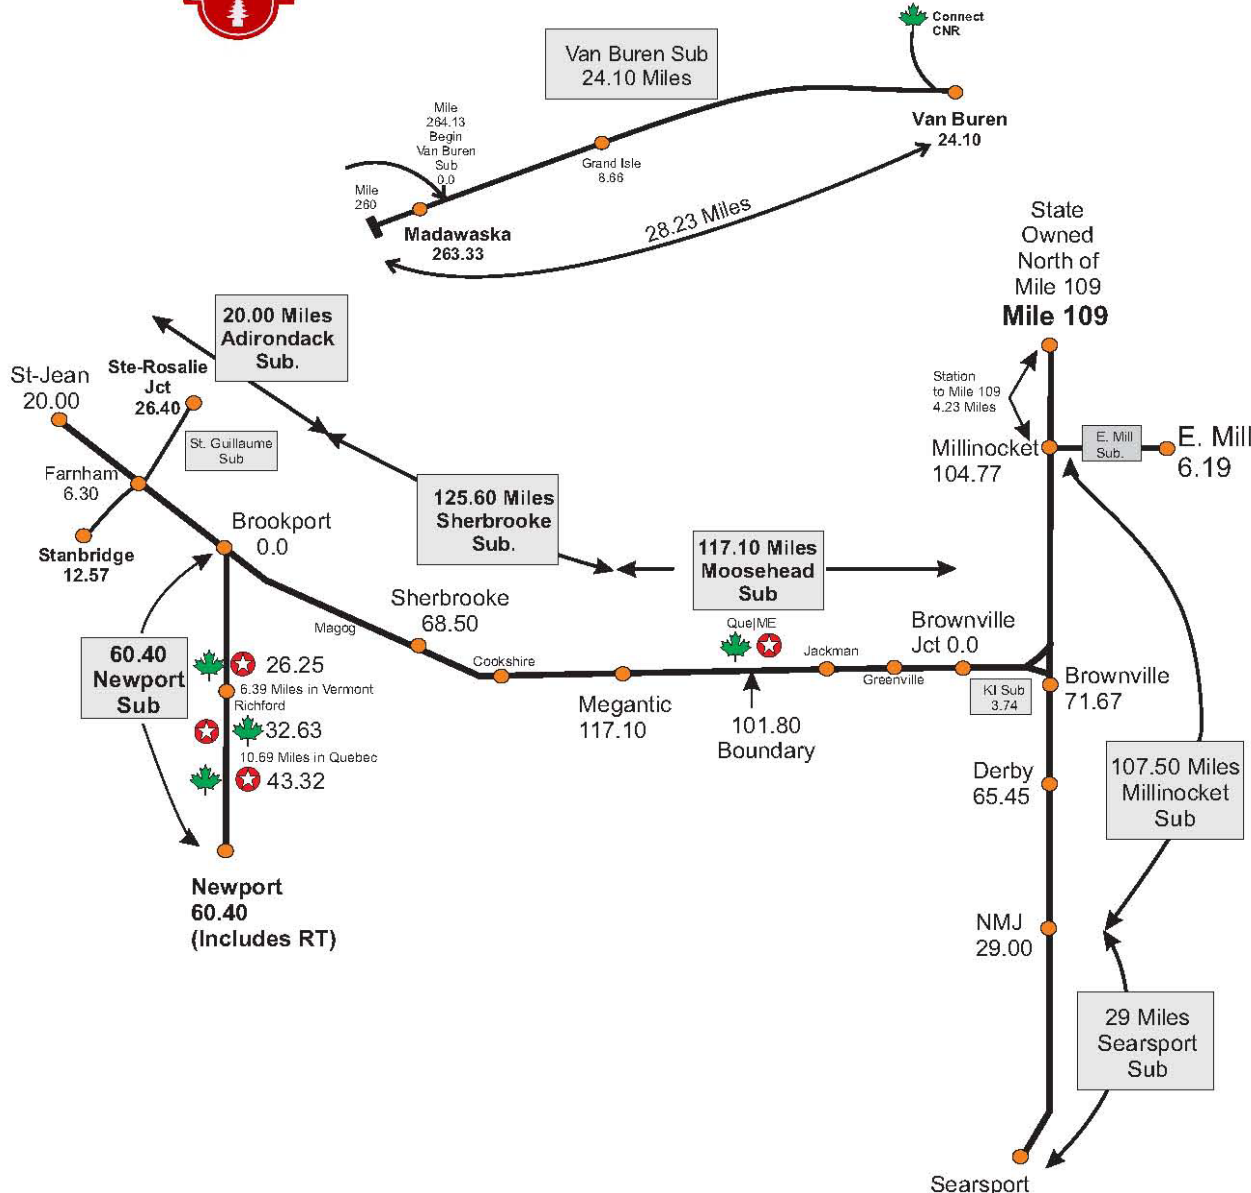 Connect
CNR
Van Buren Sub
24.10 Miles
Van Buren
24.10
Mile
264.13
Begin
Van Buren
Sub
0.0
Grand Isle
8.66
Mile
260
Madawaska
263.33
28.23 Miles
State
Owned
North of
Mile 109
Mile 109
20.00 Miles
Adirondack
Sub.
Ste-Rosalie
Jct
26.40
St-Jean
20.00
Station
to Mile 109
4.23 Miles
St. Guillaume
Sub
Millinocket
104.77
E. Mill
Sub.
E. Mill
6.19
Farnham
6.30
125.60 Miles
Sherbrooke
Sub.
Brookport
0.0
Stanbridge
12.57
117.10 Miles
Moosehead
Sub
Sherbrooke
68.50
Magog
Que|ME
Brownville
Jct 0.0
Jackman
Cookshire
Greenville
60.40
Newport
Sub
26.25
6.39 Miles in Vermont
Richford
32.63
10.69 Miles in Quebec
43.32
KI Sub
3.74
Brownville
71.67
Megantic
117.10
101.80
Boundary
Derby
65.45
107.50 Miles
Millinocket
Sub
Newport
60.40
(Includes RT)
NMJ
29.00
29 Miles
Searsport
Sub
Searsport